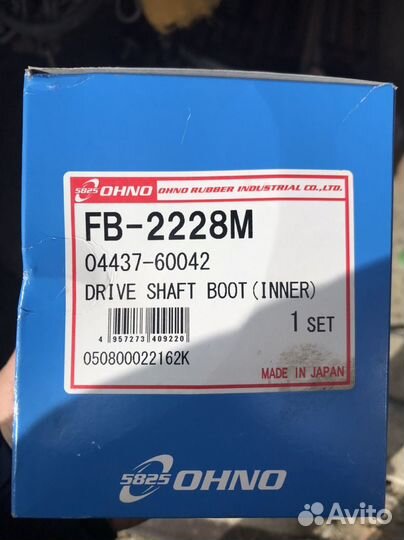 5825 OHNO OHNO RUBBER INDUSTRIAL CO.,LTD.
FB-2228M
04437-60042
DRIVE SHAFT BOOT(INNER)
1 SET
4 957273 409220
050800022162K
MADE IN JAPAN
5825 OHNO
Avito